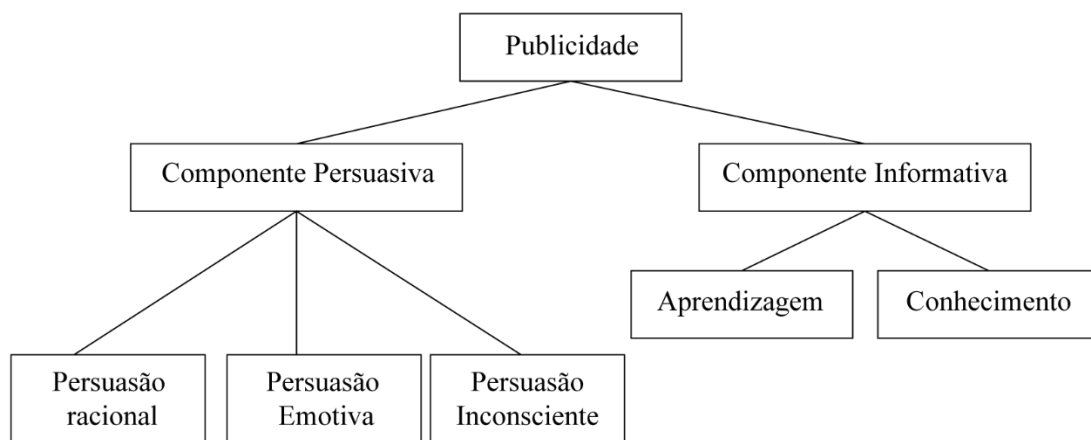 Publicidade
Componente Persuasiva
Componente Informativa
Aprendizagem
Conhecimento
Persuasão
racional
Persuasão
Emotiva
Persuasão
Inconsciente